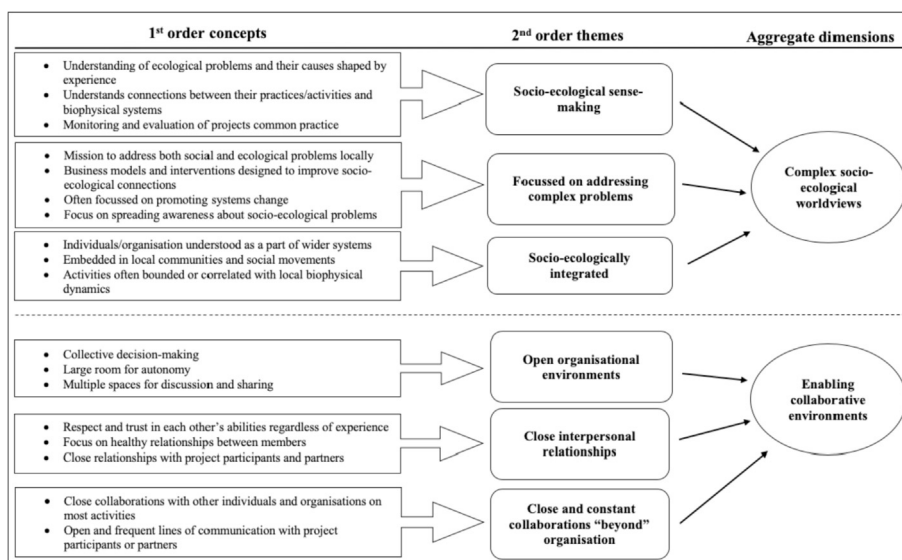 1st order concepts
2nd order themes
Aggregate dimensions
• Understanding of ecological problems and their causes shaped by
experience
• Understands connections between their practices/activities and
biophysical systems
• Monitoring and evaluation of projects common practice
Socio-ecological sense-
making
• Mission to address both social and ecological problems locally
• Business models and interventions designed to improve socio-
ecological connections
• Often focussed on promoting systems change
• Focus on spreading awareness about socio-ecological problems
Focussed on addressing
complex problems
• Individuals/organisation understood as a part of wider systems
• Embedded in local communities and social movements
• Activities often bounded or correlated with local biophysical
dynamics
Socio-ecologically
integrated
Complex socio-
ecological
worldviews
• Collective decision-making
• Large room for autonomy
• Multiple spaces for discussion and sharing
Open organisational
environments
• Respect and trust in each other's abilities regardless of experience
• Focus on healthy relationships between members
• Close relationships with project participants and partners
Close interpersonal
relationships
• Close collaborations with other individuals and organisations on
most activities
• Open and frequent lines of communication with project
participants or partners
Close and constant
collaborations “beyond”
organisation
Enabling
collaborative
environments